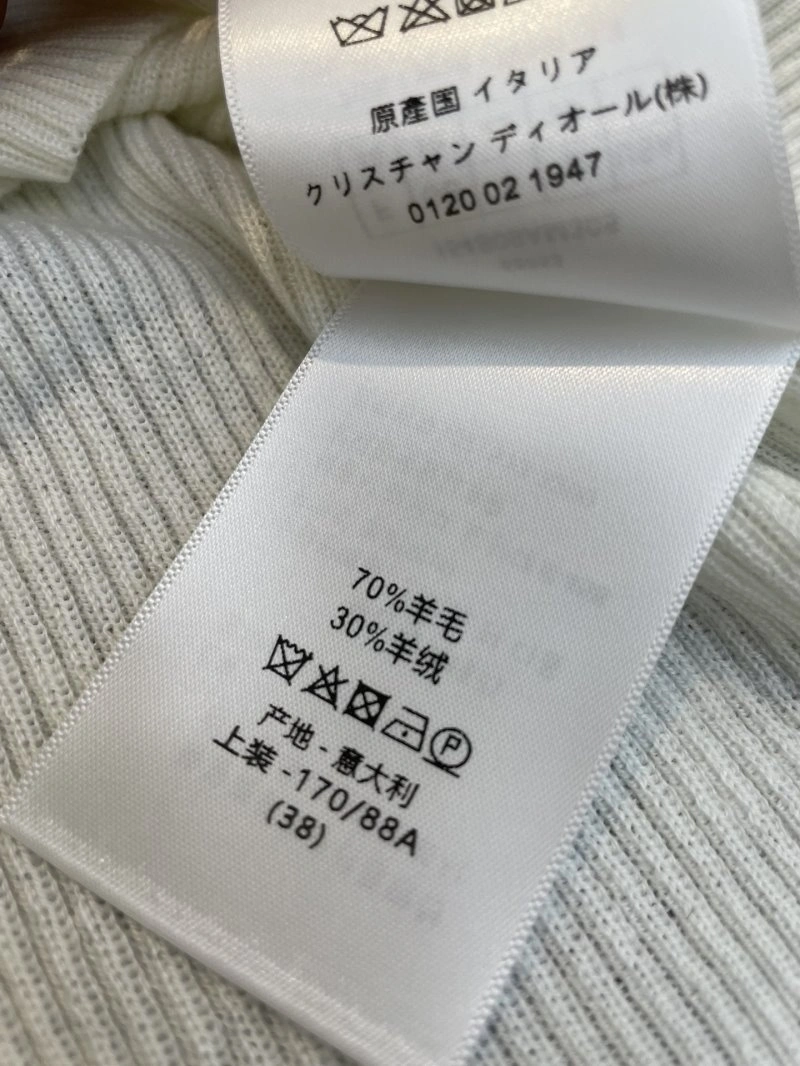 原産国 イタリア
クリスチャン ディオール(株)
0120 02 1947
70%羊毛
30%羊绒
P
产地 - 意大利
上装 -170/88A
(38)